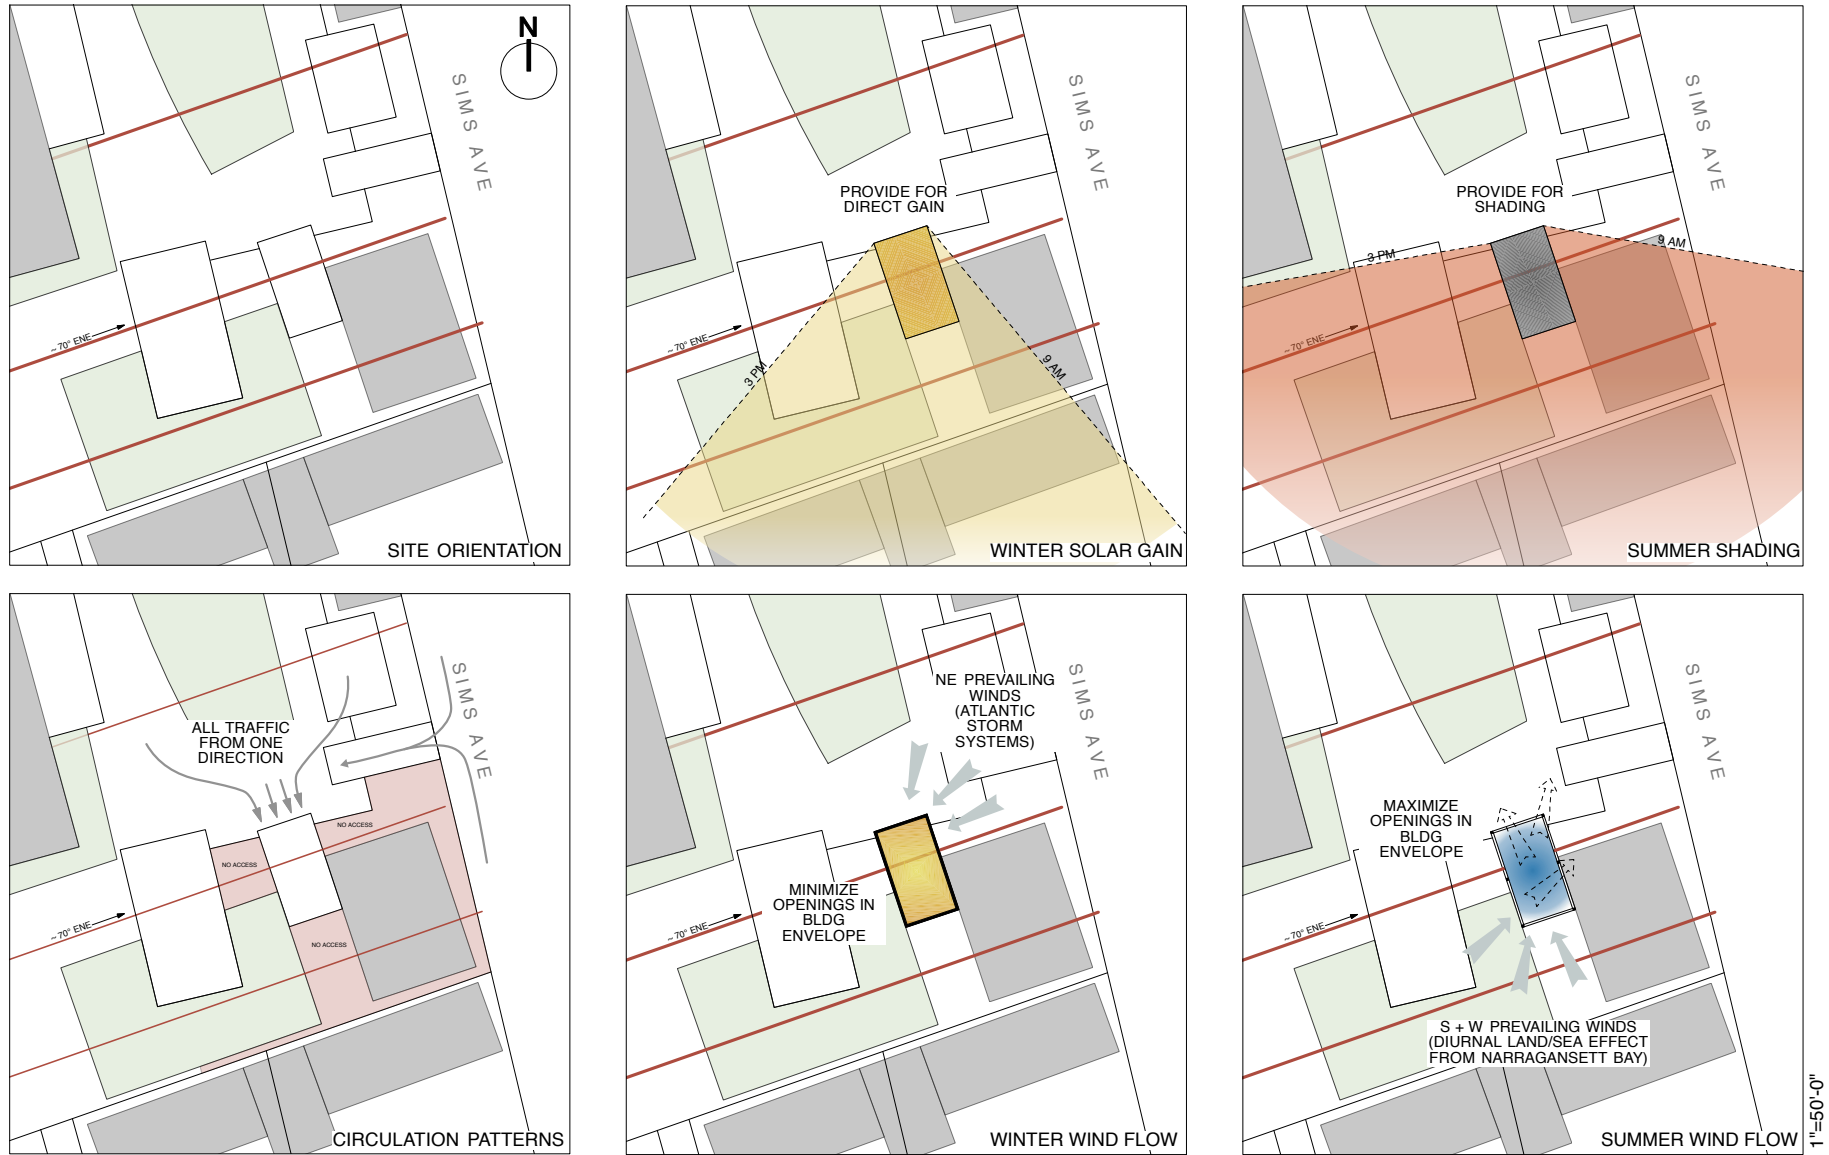 N
SIMS AVE
~ 70° ENE
SITE ORIENTATION
SIMS AVE
PROVIDE FOR
DIRECT GAIN
~ 70° ENE
3 PM
9 AM
WINTER SOLAR GAIN
SIMS AVE
PROVIDE FOR
SHADING
3 PM
9 AM
~ 70° ENE
SUMMER SHADING
SIMS AVE
ALL TRAFFIC
FROM ONE
DIRECTION
NO ACCESS
NO ACCESS
NO ACCESS
~ 70° ENE
CIRCULATION PATTERNS
SIMS AVE
NE PREVAILING
WINDS
(ATLANTIC
STORM
SYSTEMS)
MINIMIZE
OPENINGS IN
BLDG
ENVELOPE
~ 70° ENE
WINTER WIND FLOW
SIMS AVE
MAXIMIZE
OPENINGS IN
BLDG
ENVELOPE
~ 70° ENE
S + W PREVAILING WINDS
(DIURNAL LAND/SEA EFFECT
FROM NARRAGANSETT BAY)
SUMMER WIND FLOW
1"=50'-0"